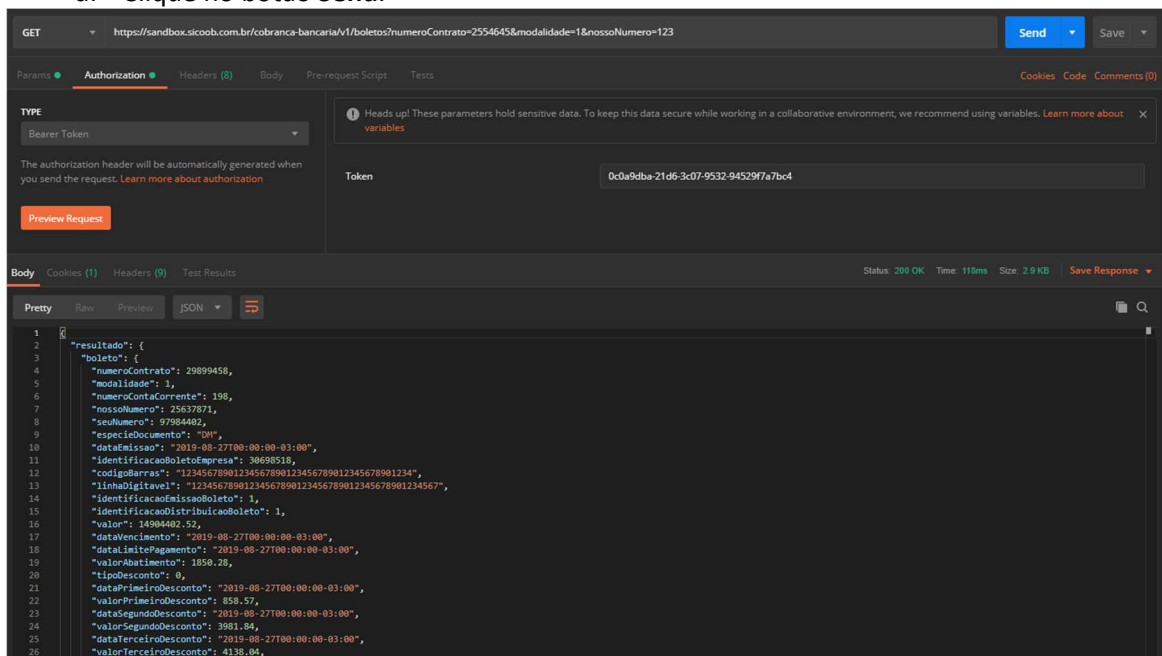 GET https://sandbox.sicoob.com.br/cobranca-bancaria/v1/boletos?numeroContrato=2554645&modalidade=1&nossoNumero=123 Send Save
Params Authorization Headers (8) Body Pre-request Script Tests Cookies Code Comments (0)
TYPE
Bearer Token
The authorization header will be automatically generated when
you send the request. Learn more about authorization
Preview Request
Heads up! These parameters hold sensitive data. To keep this data secure while working in a collaborative environment, we recommend using variables. Learn more about
variables
Token 0c0a9dba-21d6-3c07-9532-94529f7a7bc4
Body Cookies (1) Headers (9) Test Results Status: 200 OK Time: 118ms Size: 2.9 KB Save Response
Pretty Raw Preview JSON
1 {
2 "resultado": {
3 "boleto": {
4 "numeroContrato": 29899458,
5 "modalidade": 1,
6 "numeroContaCorrente": 198,
7 "nossoNumero": 25637871,
8 "seuNumero": 97984402,
9 "especieDocumento": "DM",
10 "dataEmissao": "2019-08-27T00:00:00-03:00",
11 "identificacaoBoletoEmpresa": 30698518,
12 "codigoBarras": "12345678901234567890123456789012345678901234",
13 "linhaDigitavel": "12345678901234567890123456789012345678901234567",
14 "identificacaoEmissaoBoleto": 1,
15 "identificacaoDistribuicaoBoleto": 1,
16 "valor": 14904402.52,
17 "dataVencimento": "2019-08-27T00:00:00-03:00",
18 "dataLimitePagamento": "2019-08-27T00:00:00-03:00",
19 "valorAbatimento": 1850.28,
20 "tipoDesconto": 0,
21 "dataPrimeiroDesconto": "2019-08-27T00:00:00-03:00",
22 "valorPrimeiroDesconto": 858.57,
23 "dataSegundoDesconto": "2019-08-27T00:00:00-03:00",
24 "valorSegundoDesconto": 3981.84,
25 "dataTerceiroDesconto": "2019-08-27T00:00:00-03:00",
26 "valorTerceiroDesconto": 4138.04,